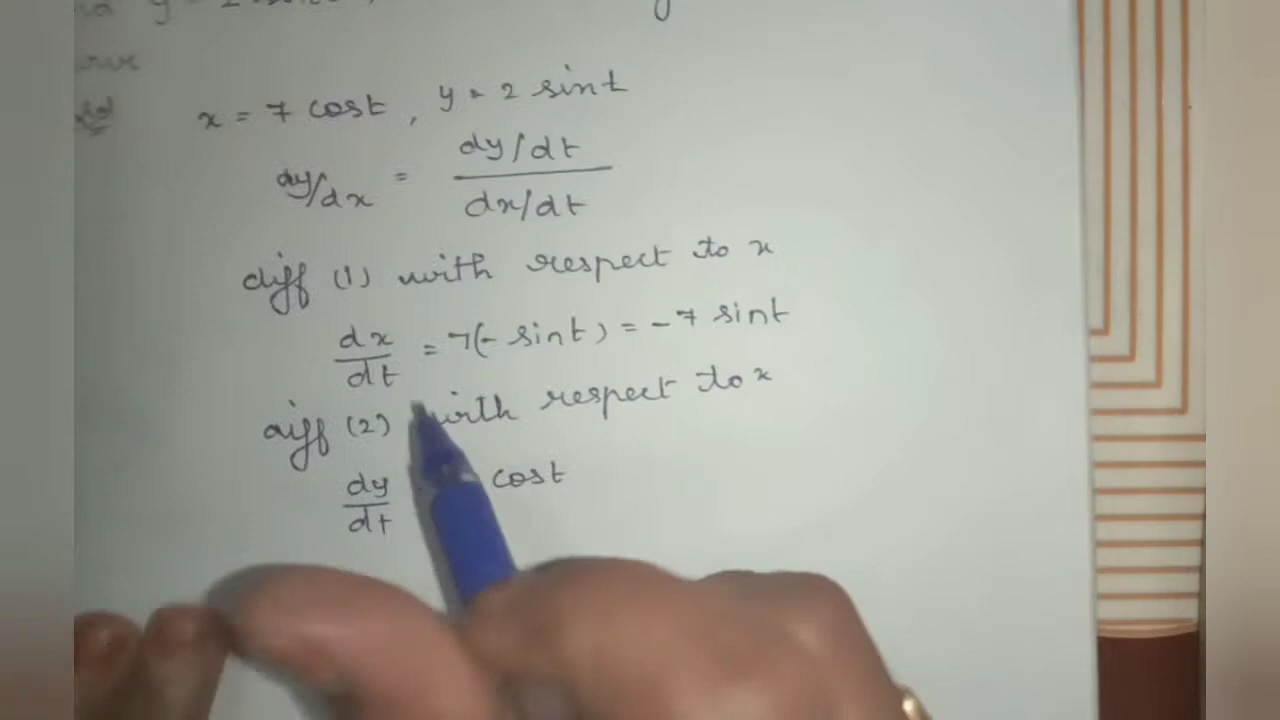 y = 2
x = 7 cost, y = 2 sint
dy/dx = dy/dt
dx/dt
diff (1) with respect to x
dx/dt = 7(- sint) = -7 sint
diff (2) with respect to x
dy/dt cost